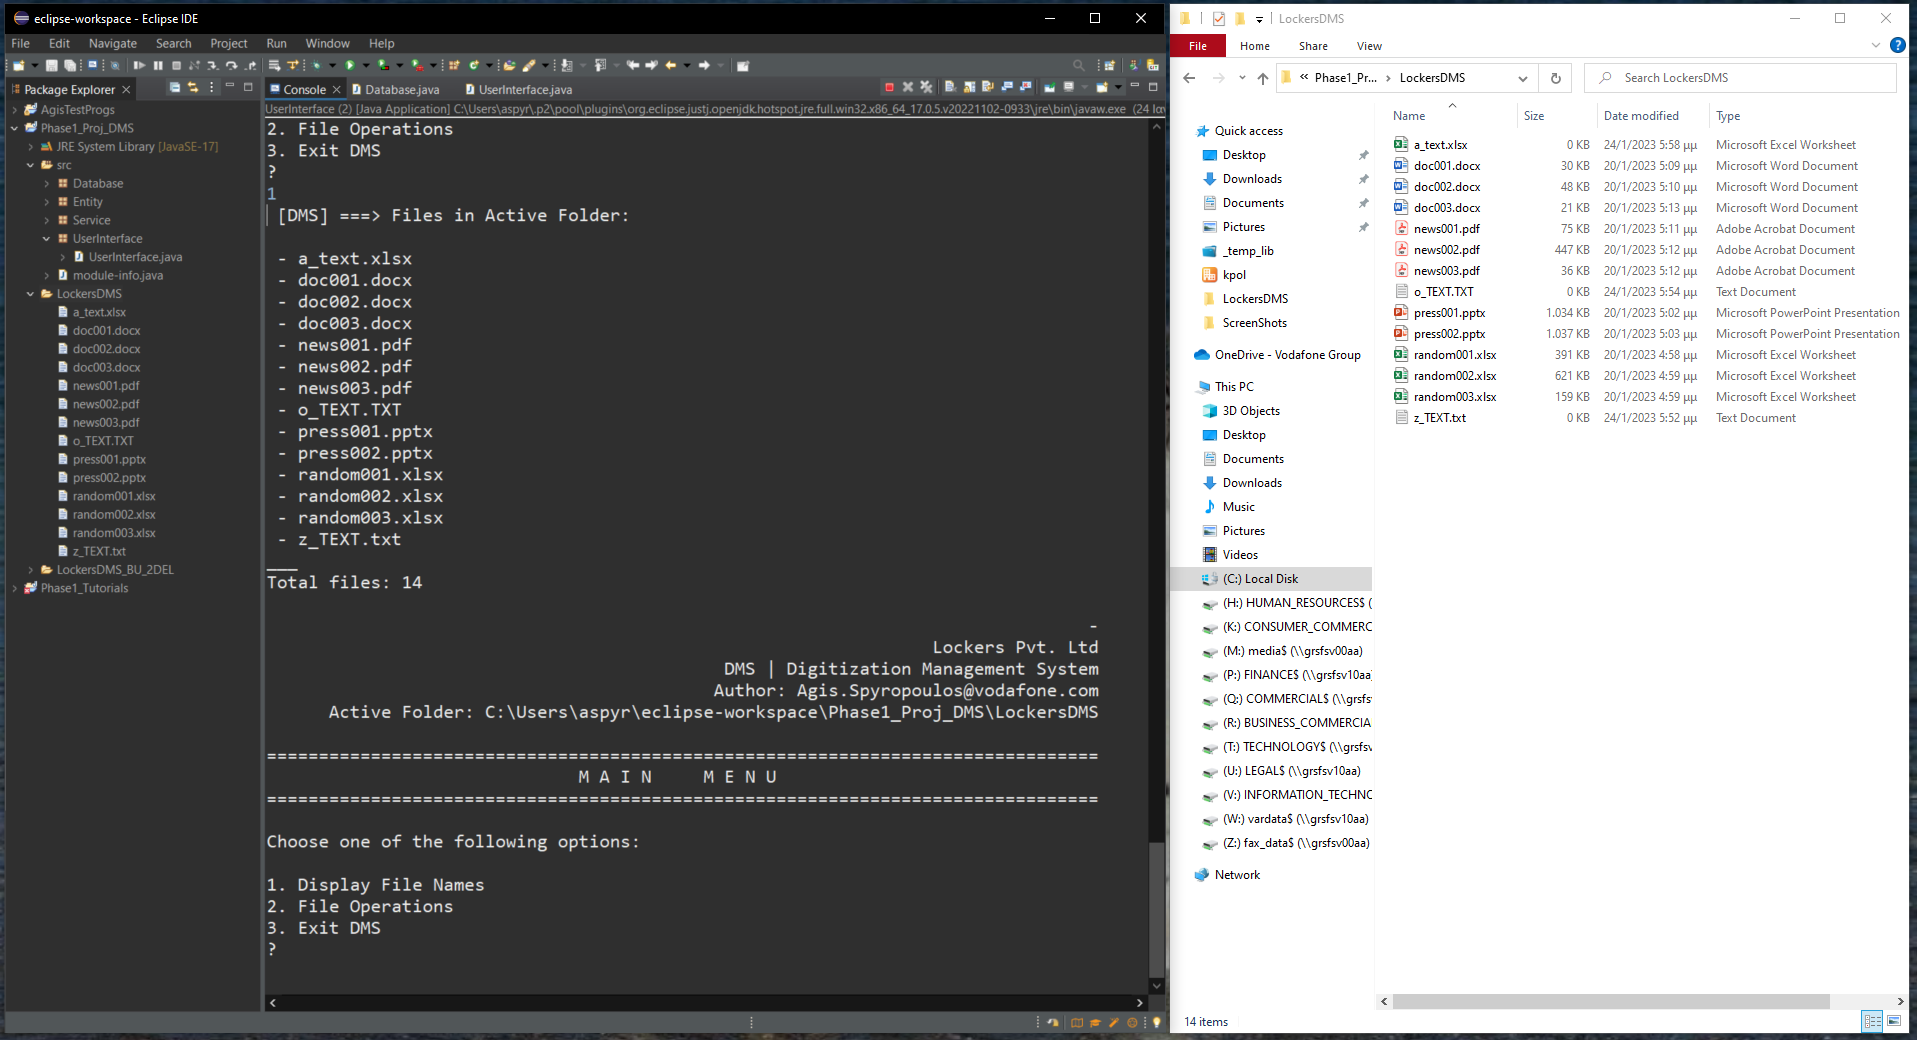 eclipse-workspace - Eclipse IDE
File Edit Navigate Search Project Run Window Help
Package Explorer
AgisTestProgs
Phase1_Proj_DMS
JRE System Library [JavaSE-17]
src
Database
Entity
Service
UserInterface
UserInterface.java
module-info.java
LockersDMS
a_text.xlsx
doc001.docx
doc002.docx
doc003.docx
news001.pdf
news002.pdf
news003.pdf
o_TEXT.TXT
press001.pptx
press002.pptx
random001.xlsx
random002.xlsx
random003.xlsx
z_TEXT.txt
LockersDMS_BU_2DEL
Phase1_Tutorials
Console Database.java UserInterface.java
UserInterface (2) [Java Application] C:\Users\aspyr\.p2\pool\plugins\org.eclipse.justj.openjdk.hotspot.jre.full.win32.x86_64_17.0.5.v20221102-0933\jre\bin\javaw.exe (24 Ιαν
2. File Operations
3. Exit DMS
?
1
[DMS] ===> Files in Active Folder:
- a_text.xlsx
- doc001.docx
- doc002.docx
- doc003.docx
- news001.pdf
- news002.pdf
- news003.pdf
- o_TEXT.TXT
- press001.pptx
- press002.pptx
- random001.xlsx
- random002.xlsx
- random003.xlsx
- z_TEXT.txt
___
Total files: 14
-
Lockers Pvt. Ltd
DMS | Digitization Management System
Author: Agis.Spyropoulos@vodafone.com
Active Folder: C:\Users\aspyr\eclipse-workspace\Phase1_Proj_DMS\LockersDMS
================================================================================
M A I N M E N U
================================================================================
Choose one of the following options:
1. Display File Names
2. File Operations
3. Exit DMS
?
LockersDMS
File Home Share View
« Phase1_Pr... › LockersDMS
Search LockersDMS
Quick access
Desktop
Downloads
Documents
Pictures
_temp_lib
kpol
LockersDMS
ScreenShots
OneDrive - Vodafone Group
This PC
3D Objects
Desktop
Documents
Downloads
Music
Pictures
Videos
(C:) Local Disk
(H:) HUMAN_RESOURCES$ (
(K:) CONSUMER_COMMERC
(M:) media$ (\\grsfsv00aa)
(P:) FINANCE$ (\\grsfsv10aa)
(Q:) COMMERCIAL$ (\\grsfs
(R:) BUSINESS_COMMERCIA
(T:) TECHNOLOGY$ (\\grsfsv
(U:) LEGAL$ (\\grsfsv10aa)
(V:) INFORMATION_TECHNC
(W:) vardata$ (\\grsfsv10aa)
(Z:) fax_data$ (\\grsfsv00aa)
Network
Name Size Date modified Type
a_text.xlsx 0 KB 24/1/2023 5:58 μμ Microsoft Excel Worksheet
doc001.docx 30 KB 20/1/2023 5:09 μμ Microsoft Word Document
doc002.docx 48 KB 20/1/2023 5:10 μμ Microsoft Word Document
doc003.docx 21 KB 20/1/2023 5:13 μμ Microsoft Word Document
news001.pdf 75 KB 20/1/2023 5:11 μμ Adobe Acrobat Document
news002.pdf 447 KB 20/1/2023 5:12 μμ Adobe Acrobat Document
news003.pdf 36 KB 20/1/2023 5:12 μμ Adobe Acrobat Document
o_TEXT.TXT 0 KB 24/1/2023 5:54 μμ Text Document
press001.pptx 1.034 KB 20/1/2023 5:02 μμ Microsoft PowerPoint Presentation
press002.pptx 1.037 KB 20/1/2023 5:03 μμ Microsoft PowerPoint Presentation
random001.xlsx 391 KB 20/1/2023 4:58 μμ Microsoft Excel Worksheet
random002.xlsx 621 KB 20/1/2023 4:59 μμ Microsoft Excel Worksheet
random003.xlsx 159 KB 20/1/2023 4:59 μμ Microsoft Excel Worksheet
z_TEXT.txt 0 KB 24/1/2023 5:52 μμ Text Document
14 items